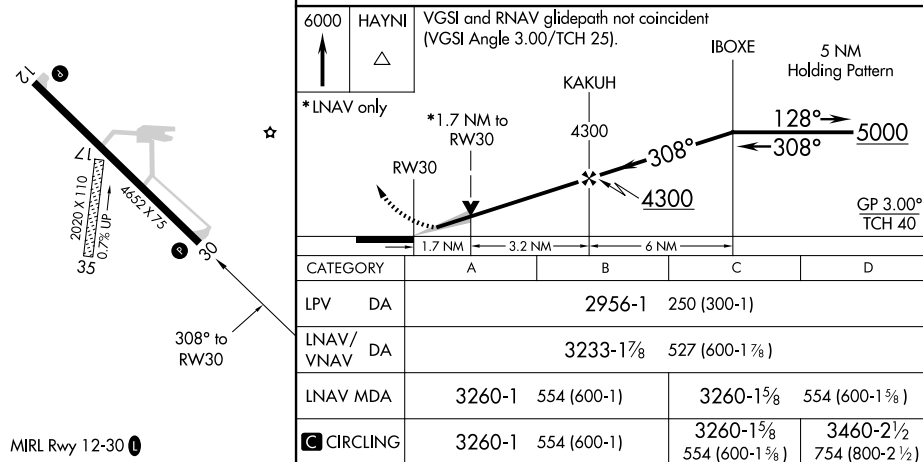 6000
HAYNI
VGSI and RNAV glidepath not coincident
(VGSI Angle 3.00/TCH 25).
*LNAV only
IBOXE
5 NM
Holding Pattern
KAKUH
*1.7 NM to
RW30
4300
128°
5000
308°
308°
RW30
4300
GP 3.00°
TCH 40
1.7 NM
3.2 NM
6 NM
12
P
17
2020 X 110
0.7% UP
4652 X 75
35
P
30
308° to
RW30
MIRL Rwy 12-30 L
CATEGORY A B C D
LPV DA 2956-1 250 (300-1)
LNAV/
VNAV DA 3233-1⅞ 527 (600-1⅞)
LNAV MDA 3260-1 554 (600-1) 3260-1⅝ 554 (600-1⅝)
C CIRCLING 3260-1 554 (600-1) 3260-1⅝ 3460-2½
554 (600-1⅝) 754 (800-2½)